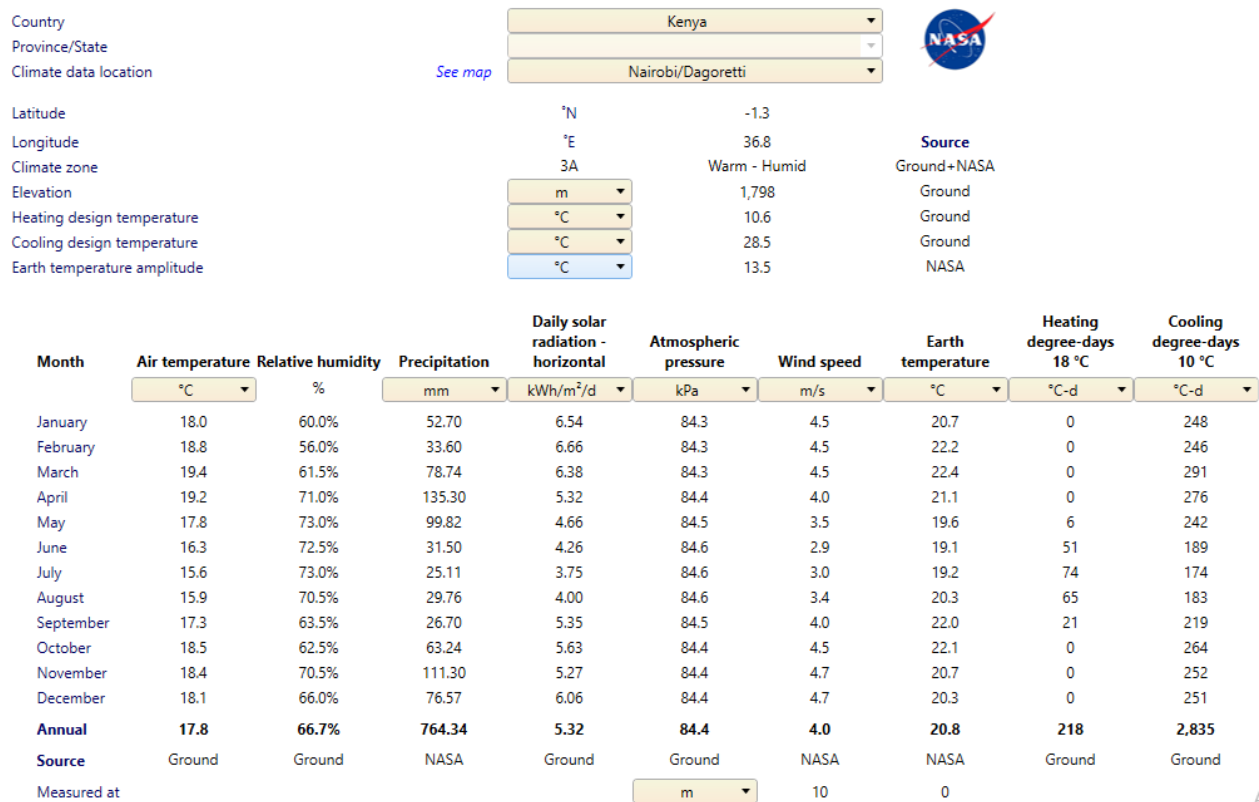 Country Kenya
NASA
Province/State
Climate data location See map Nairobi/Dagoretti
Latitude °N -1.3
Longitude °E 36.8 Source
Climate zone 3A Warm - Humid Ground+NASA
Elevation m 1,798 Ground
Heating design temperature °C 10.6 Ground
Cooling design temperature °C 28.5 Ground
Earth temperature amplitude °C 13.5 NASA
Month Air temperature Relative humidity Precipitation Daily solar radiation - horizontal Atmospheric pressure Wind speed Earth temperature Heating degree-days 18 °C Cooling degree-days 10 °C
°C % mm kWh/m²/d kPa m/s °C °C-d °C-d
January 18.0 60.0% 52.70 6.54 84.3 4.5 20.7 0 248
February 18.8 56.0% 33.60 6.66 84.3 4.5 22.2 0 246
March 19.4 61.5% 78.74 6.38 84.3 4.5 22.4 0 291
April 19.2 71.0% 135.30 5.32 84.4 4.0 21.1 0 276
May 17.8 73.0% 99.82 4.66 84.5 3.5 19.6 6 242
June 16.3 72.5% 31.50 4.26 84.6 2.9 19.1 51 189
July 15.6 73.0% 25.11 3.75 84.6 3.0 19.2 74 174
August 15.9 70.5% 29.76 4.00 84.6 3.4 20.3 65 183
September 17.3 63.5% 26.70 5.35 84.5 4.0 22.0 21 219
October 18.5 62.5% 63.24 5.63 84.4 4.5 22.1 0 264
November 18.4 70.5% 111.30 5.27 84.4 4.7 20.7 0 252
December 18.1 66.0% 76.57 6.06 84.4 4.7 20.3 0 251
Annual 17.8 66.7% 764.34 5.32 84.4 4.0 20.8 218 2,835
Source Ground Ground NASA Ground Ground NASA NASA Ground Ground
Measured at m 10 0